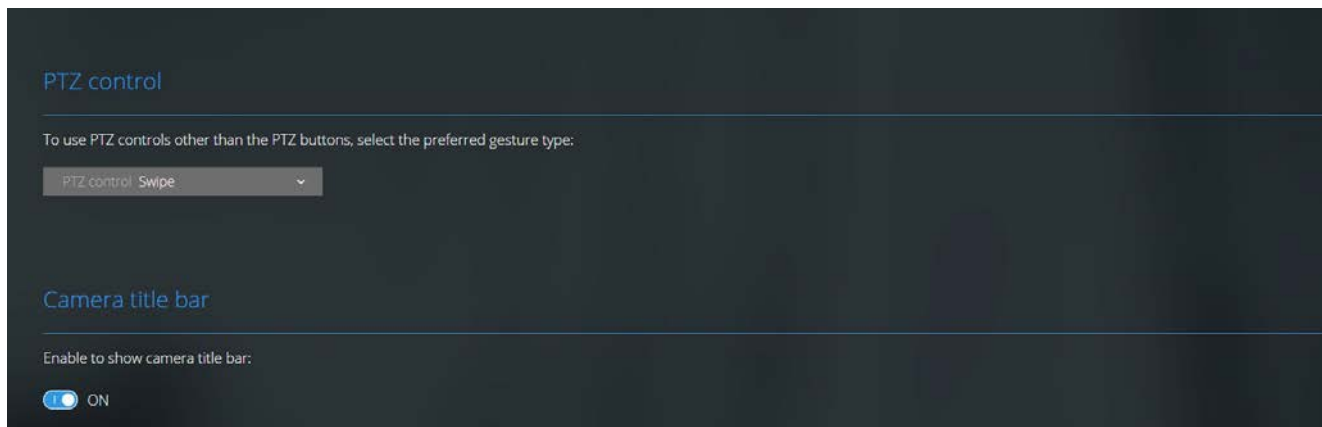 PTZ control
To use PTZ controls other than the PTZ buttons, select the preferred gesture type:
PTZ control Swipe
Camera title bar
Enable to show camera title bar:
ON